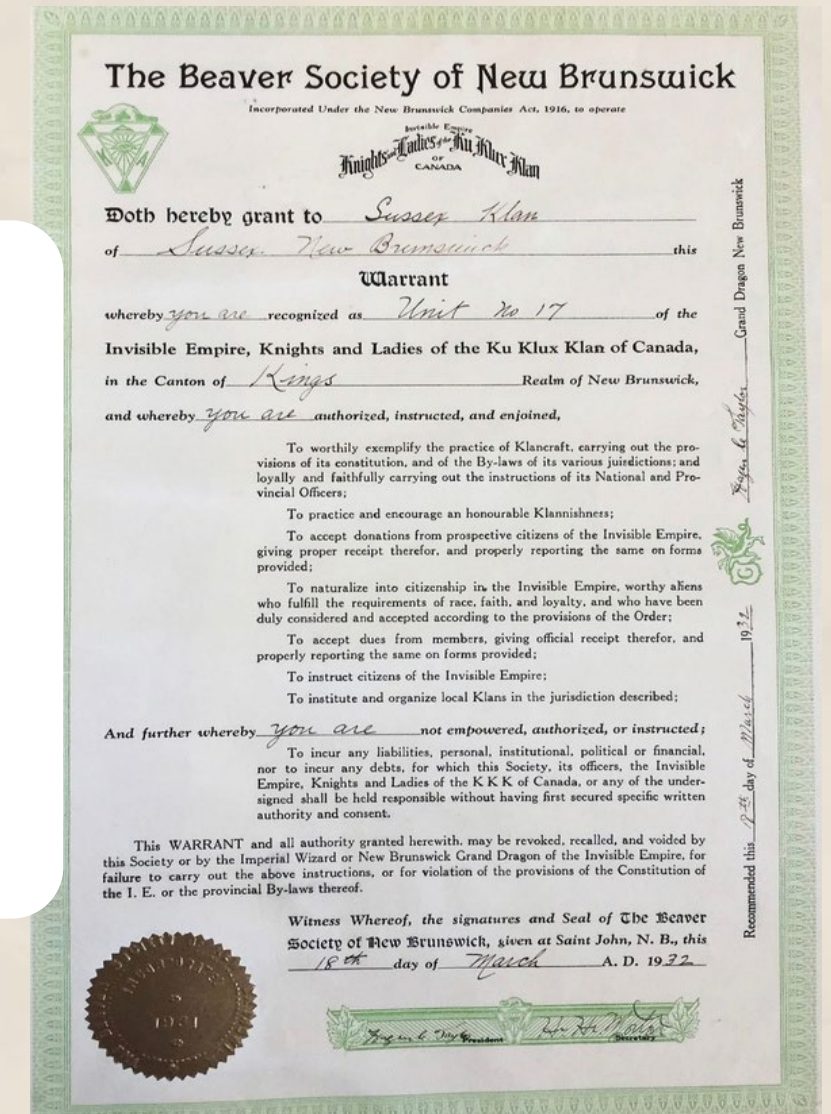 The Beaver Society of New Brunswick
Incorporated Under the New Brunswick Companies Act, 1916, to operate
Invisible Empire
Knights and Ladies of the Ku Klux Klan
OF
CANADA
K A
Doth hereby grant to Sussex Klan
of Sussex. New Brunswick this
Warrant
whereby you are recognized as Unit No 17 of the
Invisible Empire, Knights and Ladies of the Ku Klux Klan of Canada,
in the Canton of Kings Realm of New Brunswick,
and whereby you are authorized, instructed, and enjoined,
To worthily exemplify the practice of Klancraft, carrying out the pro-
visions of its constitution, and of the By-laws of its various jurisdictions; and
loyally and faithfully carrying out the instructions of its National and Pro-
vincial Officers;
To practice and encourage an honourable Klannishness;
To accept donations from prospective citizens of the Invisible Empire,
giving proper receipt therefor, and properly reporting the same on forms
provided;
To naturalize into citizenship in the Invisible Empire, worthy aliens
who fulfill the requirements of race, faith, and loyalty, and who have been
duly considered and accepted according to the provisions of the Order;
To accept dues from members, giving official receipt therefor, and
properly reporting the same on forms provided;
To instruct citizens of the Invisible Empire;
To institute and organize local Klans in the jurisdiction described;
And further whereby you are not empowered, authorized, or instructed;
To incur any liabilities, personal, institutional, political or financial,
nor to incur any debts, for which this Society, its officers, the Invisible
Empire, Knights and Ladies of the K K K of Canada, or any of the under-
signed shall be held responsible without having first secured specific written
authority and consent.
This WARRANT and all authority granted herewith, may be revoked, recalled, and voided by
this Society or by the Imperial Wizard or New Brunswick Grand Dragon of the Invisible Empire, for
failure to carry out the above instructions, or for violation of the provisions of the Constitution of
the I. E. or the provincial By-laws thereof.
Witness Whereof, the signatures and Seal of The Beaver
Society of New Brunswick, given at Saint John, N. B., this
18th day of March A. D. 1932
Taylor President Secretary
INCORPORATED
1931
Recommended this day of March 1932 Taylor Grand Dragon New Brunswick